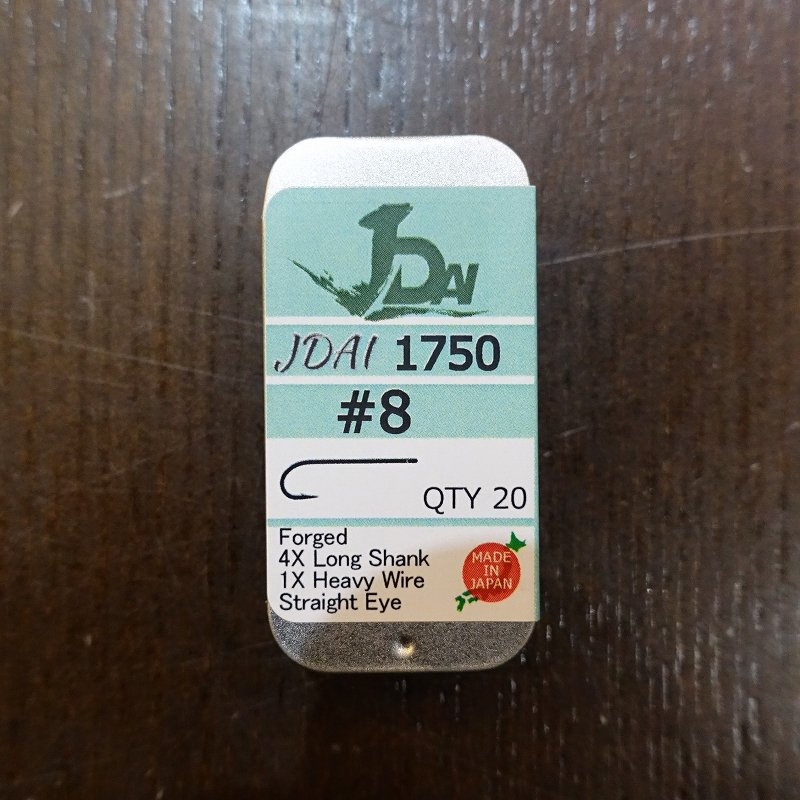 JDAI
JDAI 1750
#8
QTY 20
Forged
4X Long Shank
1X Heavy Wire
Straight Eye
MADE
IN
JAPAN